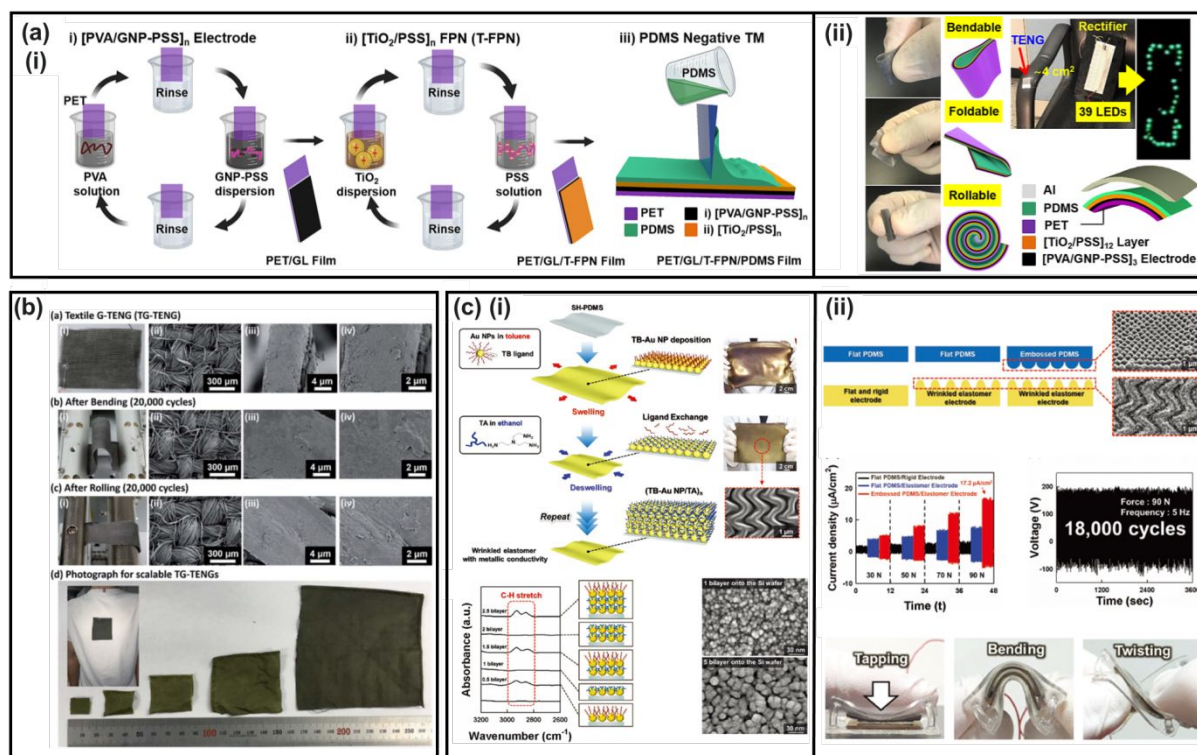 (a)
(i)
i) [PVA/GNP-PSS]n Electrode
ii) [TiO2/PSS]n FPN (T-FPN)
iii) PDMS Negative TM
PET
Rinse
Rinse
PDMS
PVA
solution
GNP-PSS
dispersion
TiO2
dispersion
PSS
solution
Rinse
Rinse
PET
i) [PVA/GNP-PSS]n
PDMS
ii) [TiO2/PSS]n
PET/GL Film
PET/GL/T-FPN Film
PET/GL/T-FPN/PDMS Film
(ii)
Bendable
TENG
~4 cm2
Rectifier
39 LEDs
Foldable
Rollable
Al
PDMS
PET
[TiO2/PSS]12 Layer
[PVA/GNP-PSS]3 Electrode
(b)
(a) Textile G-TENG (TG-TENG)
(i)
(ii)
(iii)
(iv)
300 μm
4 μm
2 μm
(b) After Bending (20,000 cycles)
(i)
(ii)
(iii)
(iv)
300 μm
4 μm
2 μm
(c) After Rolling (20,000 cycles)
(i)
(ii)
(iii)
(iv)
300 μm
4 μm
2 μm
(d) Photograph for scalable TG-TENGs
100
200
(c) (i)
SH-PDMS
Au NPs in toluene
TB ligand
TB-Au NP deposition
2 cm
Swelling
TA in ethanol
H2N
NH2
NH2
Ligand Exchange
2 cm
Deswelling
(TB-Au NP/TA)n
Repeat
1 μm
Wrinkled elastomer
with metallic conductivity
C-H stretch
2.5 bilayer
2 bilayer
1.5 bilayer
1 bilayer
0.5 bilayer
Absorbance (a.u.)
3200
3000
2800
2600
Wavenumber (cm-1)
1 bilayer onto the Si wafer
30 nm
5 bilayer onto the Si wafer
30 nm
(ii)
Flat PDMS
Flat PDMS
Embossed PDMS
Flat and rigid
electrode
Wrinkled elastomer
electrode
Wrinkled elastomer
electrode
1 μm
Flat PDMS/Rigid Electrode
Flat PDMS/Elastomer Electrode
Embossed PDMS/Elastomer Electrode
17.2 μA/cm2
Current density (μA/cm2)
20
10
0
-10
30 N
50 N
70 N
90 N
0
12
24
36
48
Time (t)
Voltage (V)
200
100
0
-100
Force : 90 N
Frequency : 5 Hz
18,000 cycles
0
1200
2400
3600
Time (sec)
Tapping
Bending
Twisting